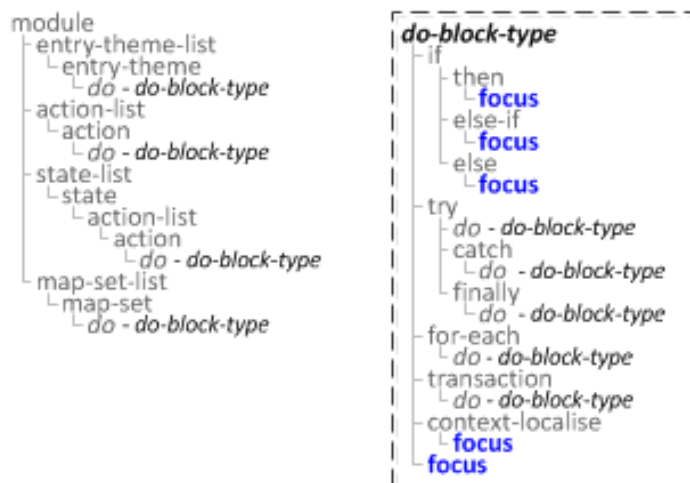 module
entry-theme-list
entry-theme
do - do-block-type
action-list
action
do - do-block-type
state-list
state
action-list
action
do - do-block-type
map-set-list
map-set
do - do-block-type
do-block-type
if
then
focus
else-if
focus
else
focus
try
do - do-block-type
catch
do - do-block-type
finally
do - do-block-type
for-each
do - do-block-type
transaction
do - do-block-type
context-localise
focus
focus